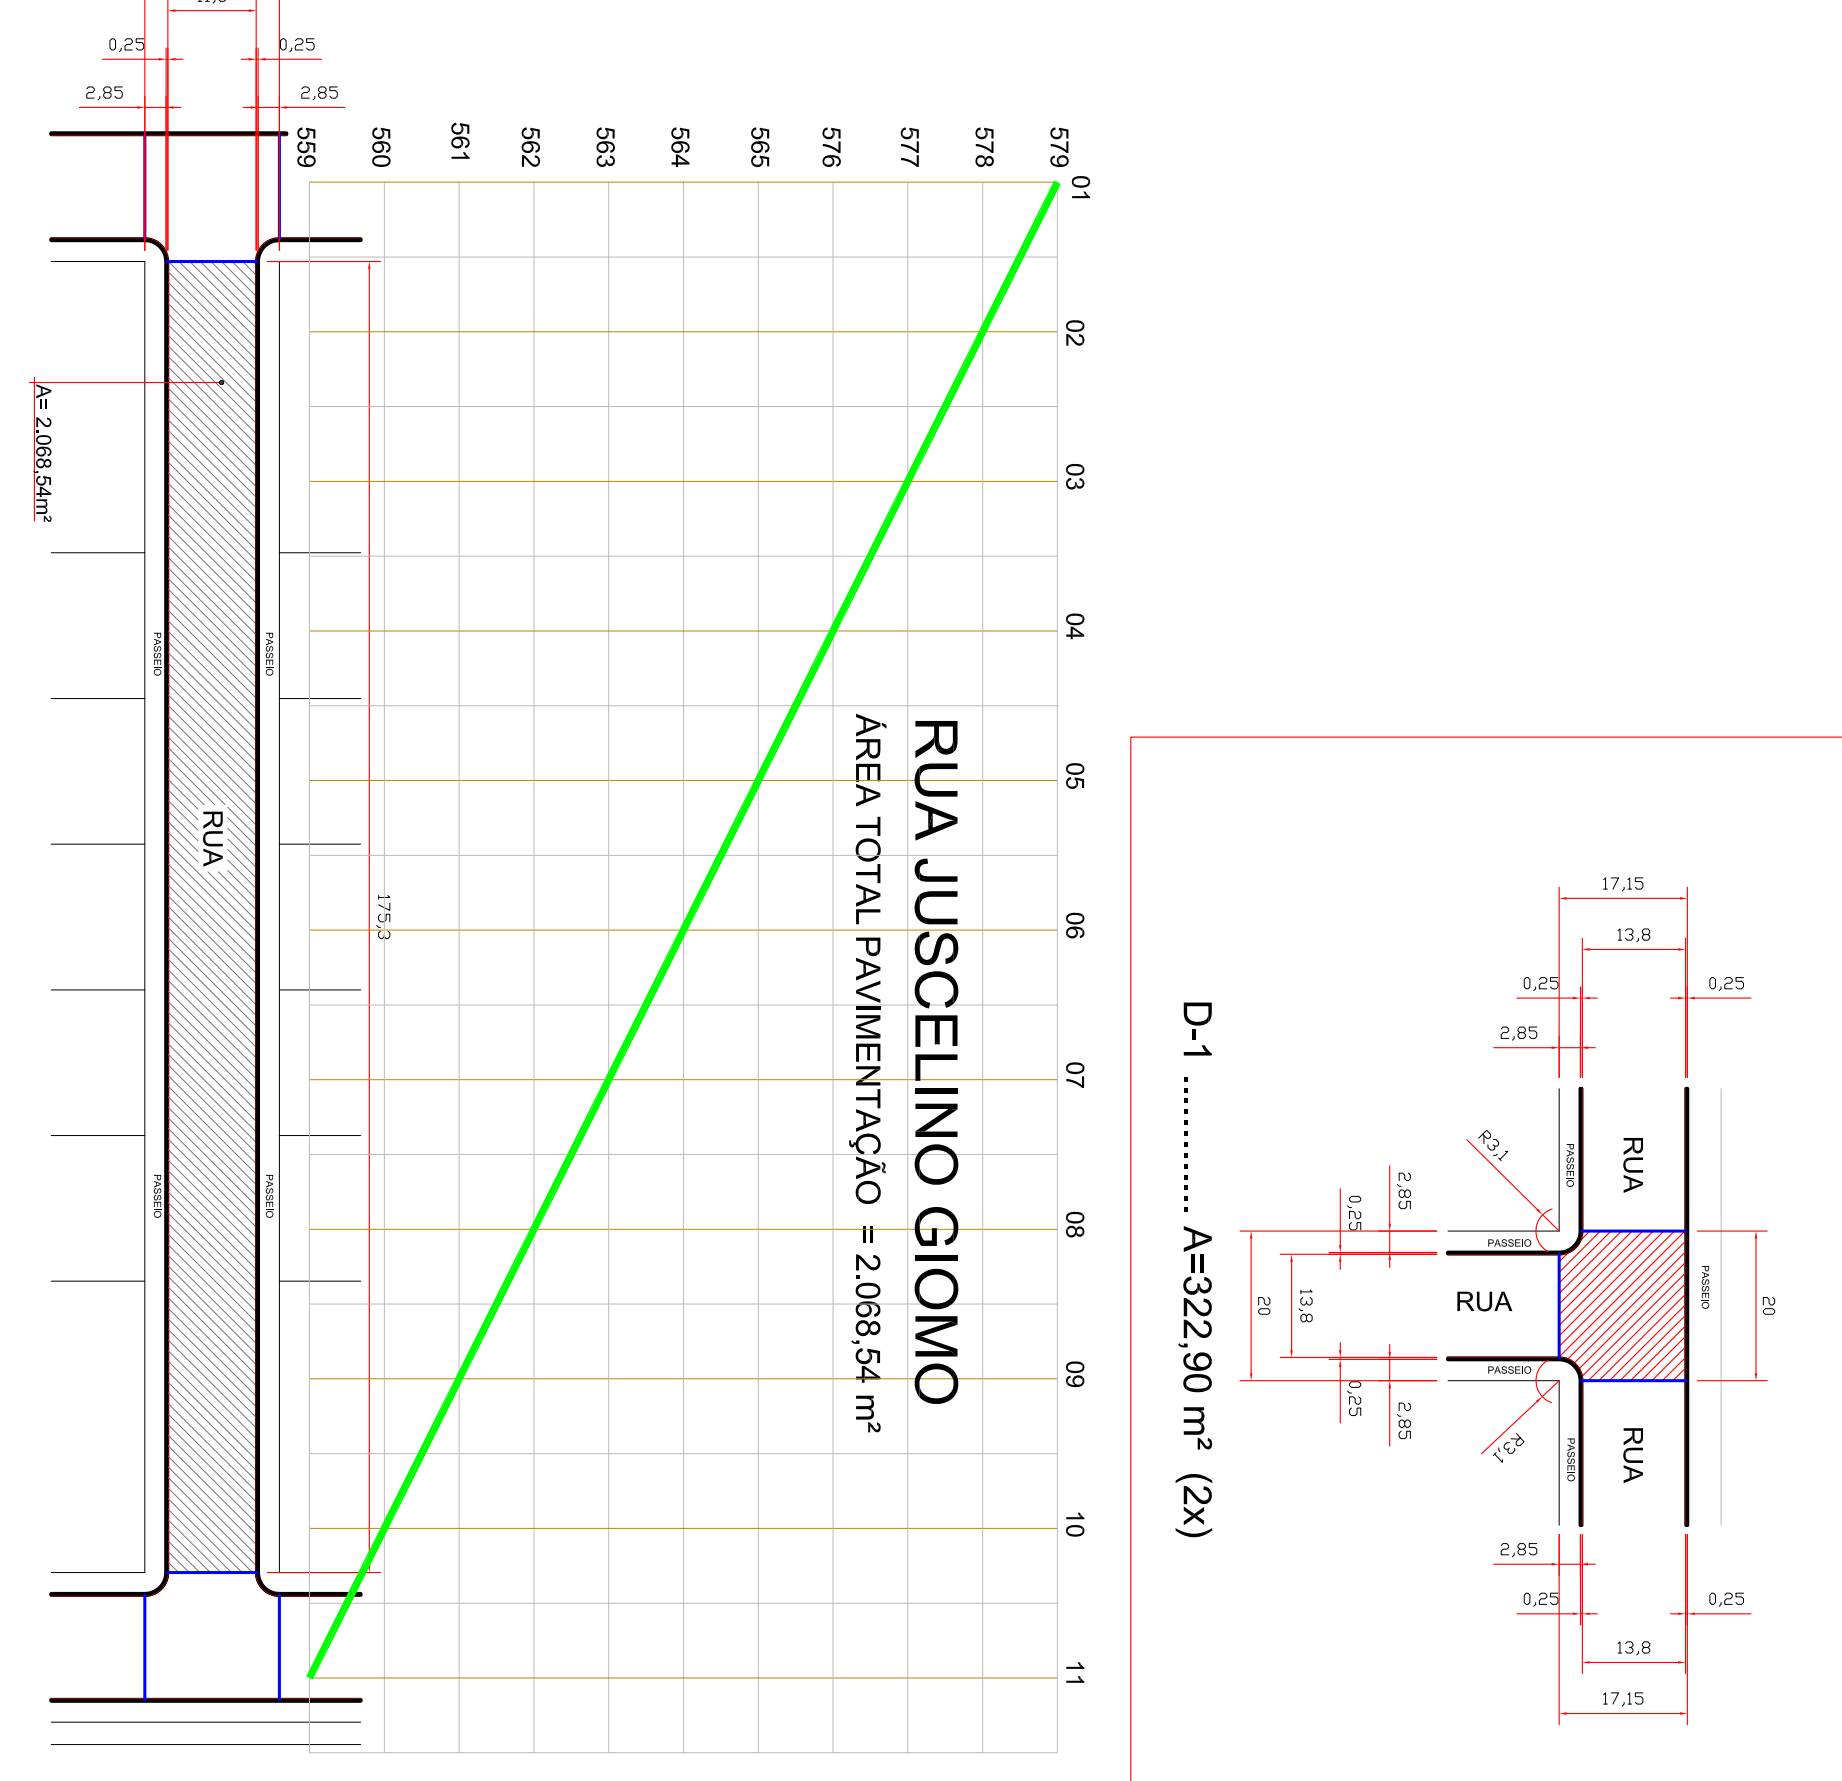 11,8
0,25
0,25
2,85
2,85
559
560
561
562
563
564
565
576
577
578
579
01
02
03
04
05
06
07
08
09
10
11
A= 2.068,54m²
PASSEIO
PASSEIO
RUA
PASSEIO
PASSEIO
175,3
RUA JUSCELINO GIOMO
ÁREA TOTAL PAVIMENTAÇÃO = 2.068,54 m²
D-1 ............... A=322,90 m² (2x)
17,15
13,8
0,25
0,25
2,85
R3,1
PASSEIO
RUA
2,85
0,25
PASSEIO
20
13,8
RUA
PASSEIO
20
PASSEIO
0,25
2,85
R3,1
PASSEIO
RUA
2,85
0,25
0,25
13,8
17,15